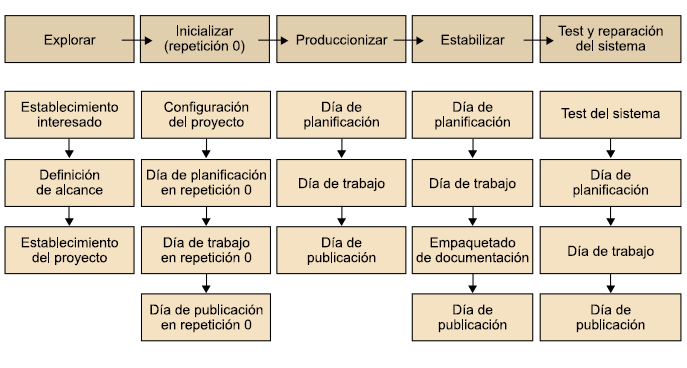 Explorar
Inicializar
(repetición 0)
Produccionizar
Estabilizar
Test y reparación
del sistema
Establecimiento
interesado
Definición
de alcance
Establecimiento
del proyecto
Configuración
del proyecto
Día de planificación
en repetición 0
Día de trabajo
en repetición 0
Día de publicación
en repetición 0
Día de
planificación
Día de trabajo
Día de
publicación
Día de
planificación
Día de trabajo
Empaquetado
de documentación
Día de
publicación
Test del sistema
Día de
planificación
Día de trabajo
Día de
publicación